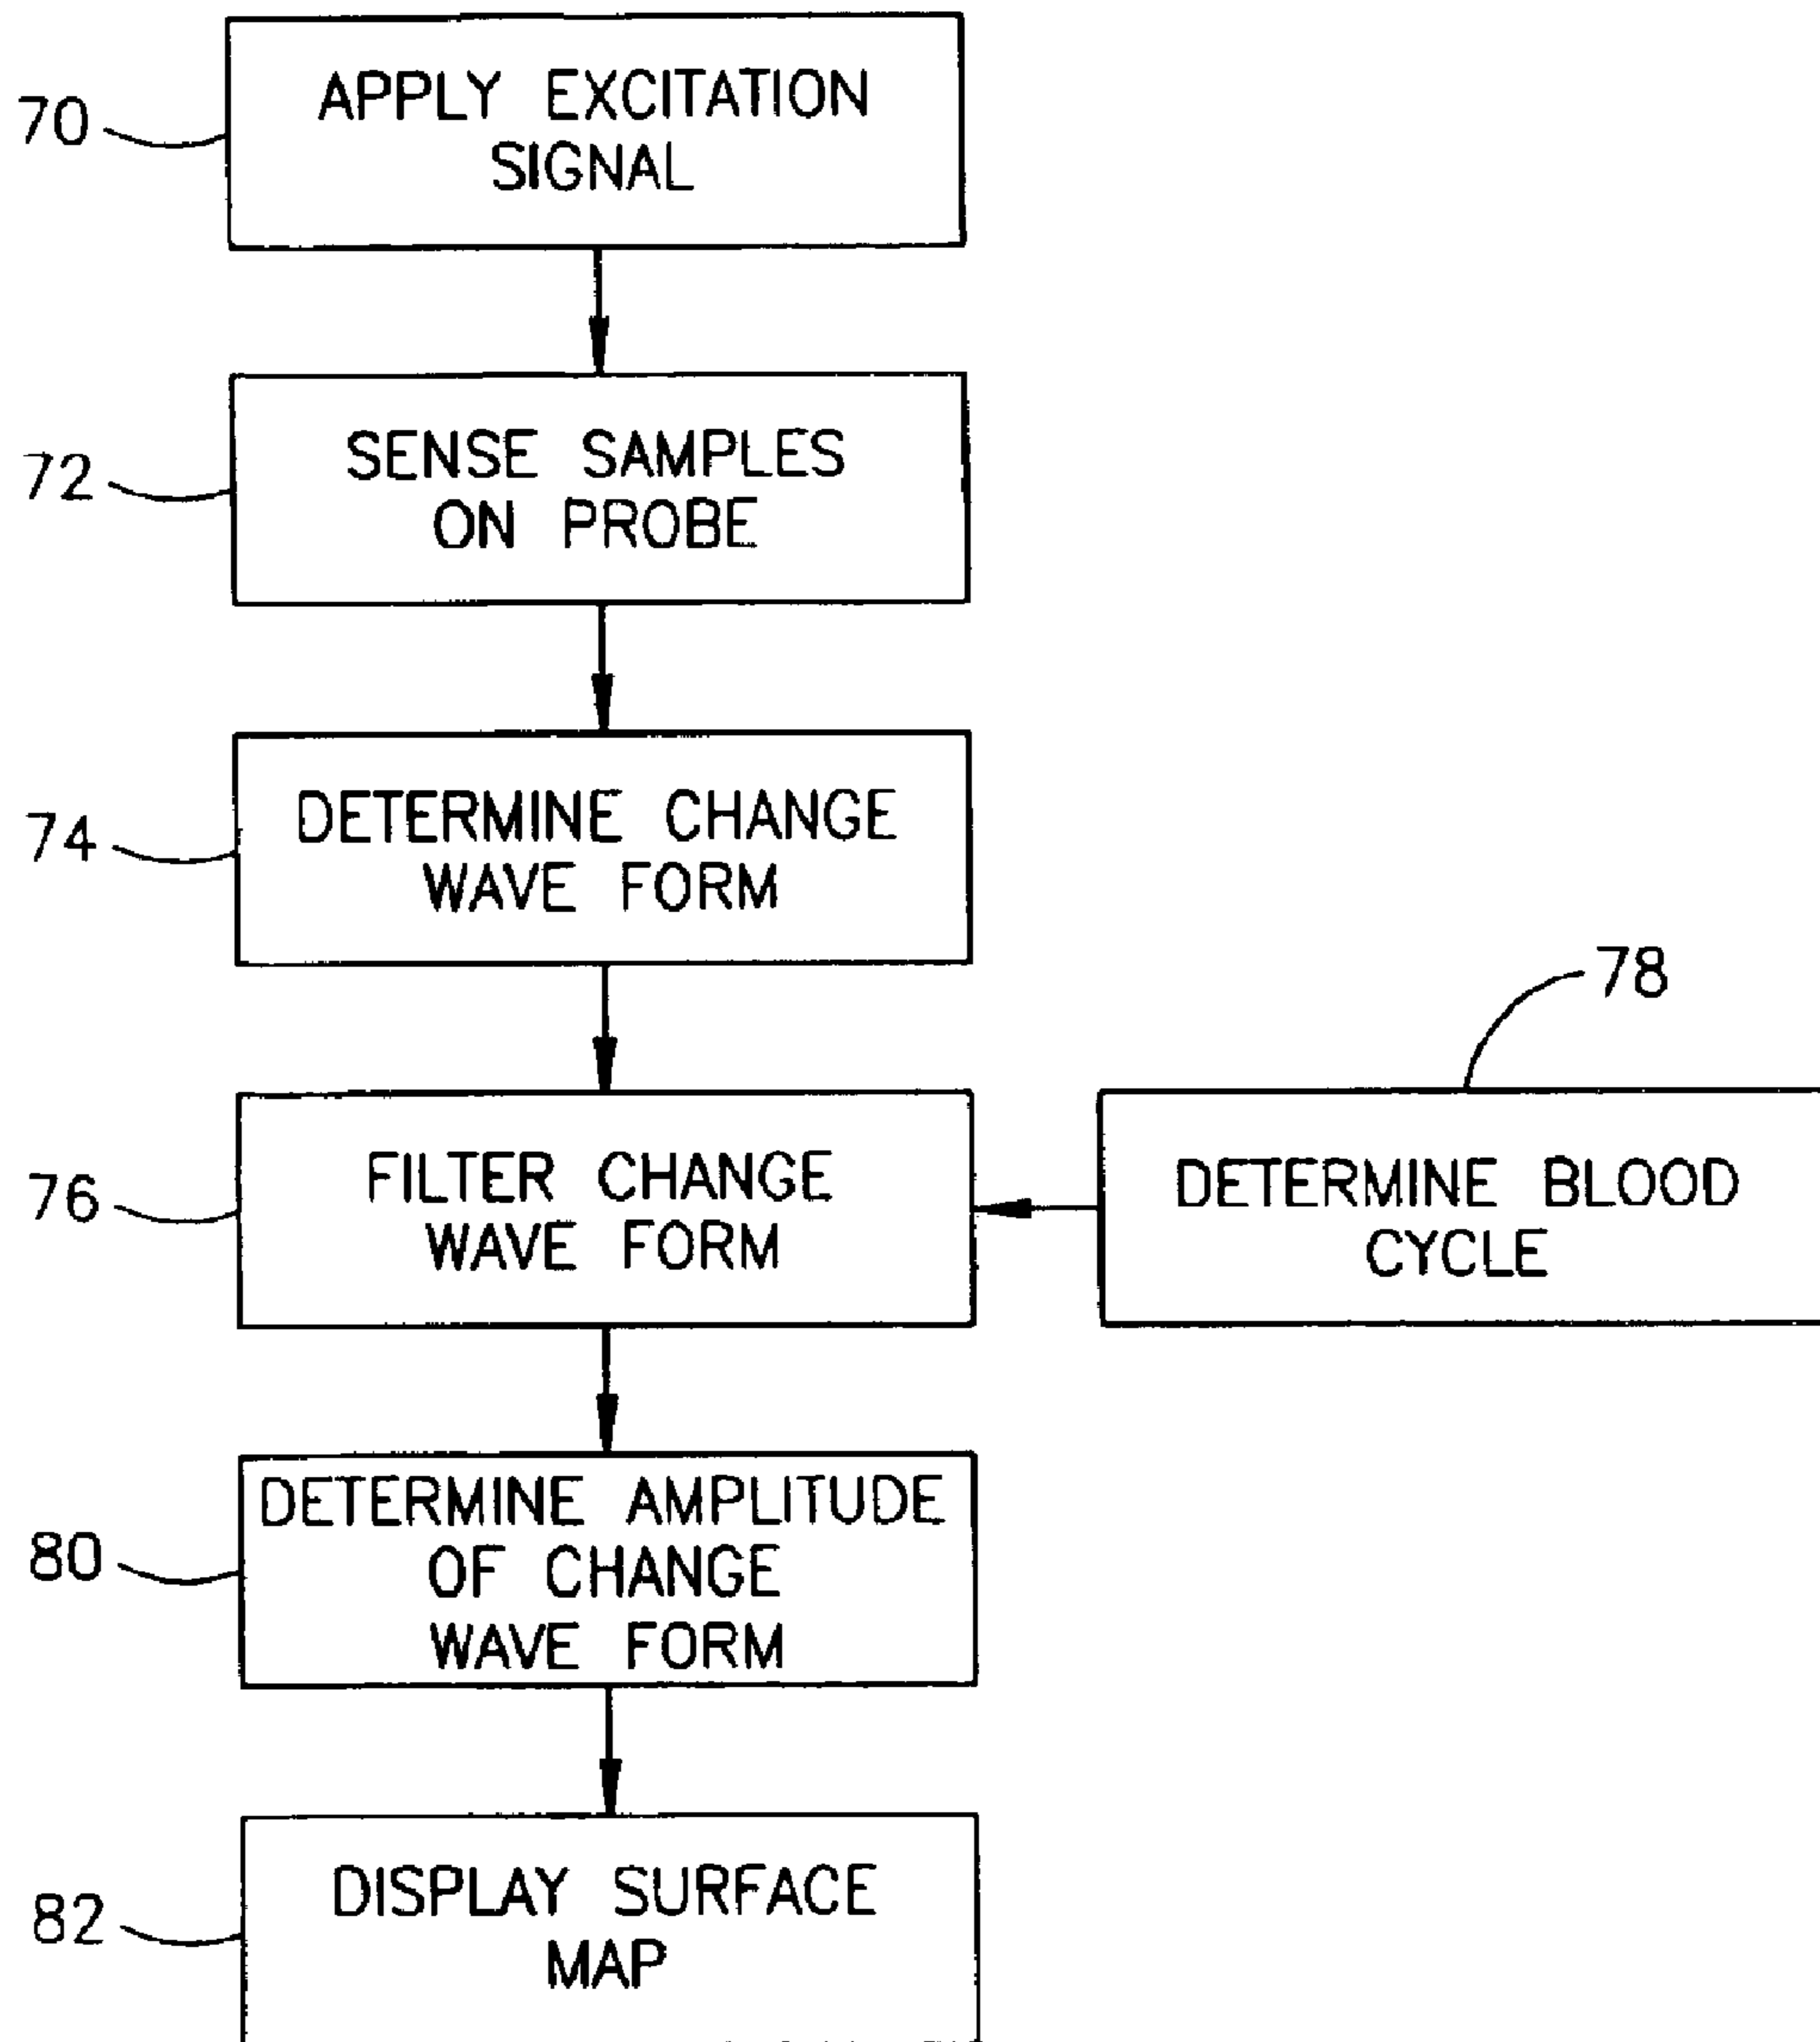 70
APPLY EXCITATION
SIGNAL
72
SENSE SAMPLES
ON PROBE
74
DETERMINE CHANGE
WAVE FORM
76
FILTER CHANGE
WAVE FORM
78
DETERMINE BLOOD
CYCLE
80
DETERMINE AMPLITUDE
OF CHANGE
WAVE FORM
82
DISPLAY SURFACE
MAP